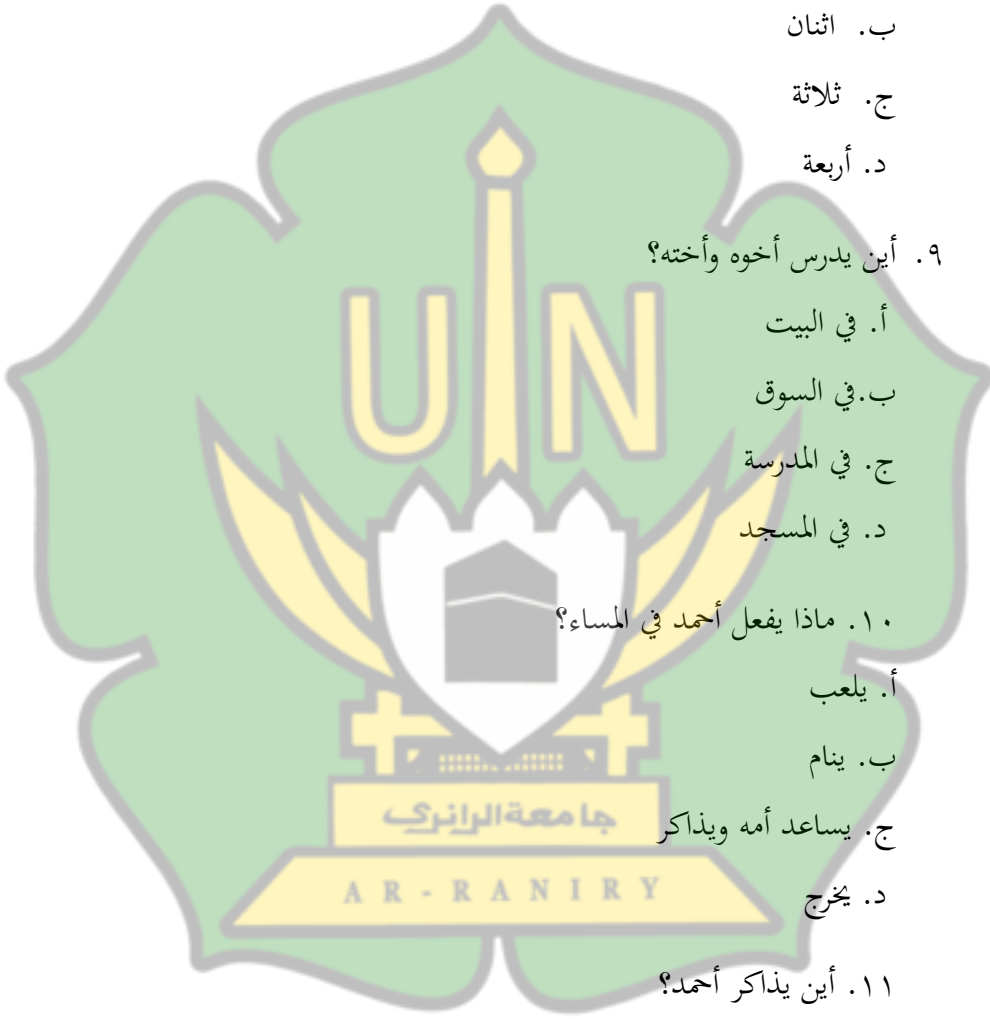 ب. اثنان
ج. ثلاثة
د. أربعة
٩. أين يدرس أخوه وأخته؟
أ. في البيت
ب.في السوق
ج. في المدرسة
د. في المسجد
١٠. ماذا يفعل أحمد في المساء؟
أ. يلعب
ب. ينام
ج. يساعد أمه ويذاكر
د. يخرج
١١. أين يذاكر أحمد؟
UIN
جامعة الرانري
AR-RANIRY